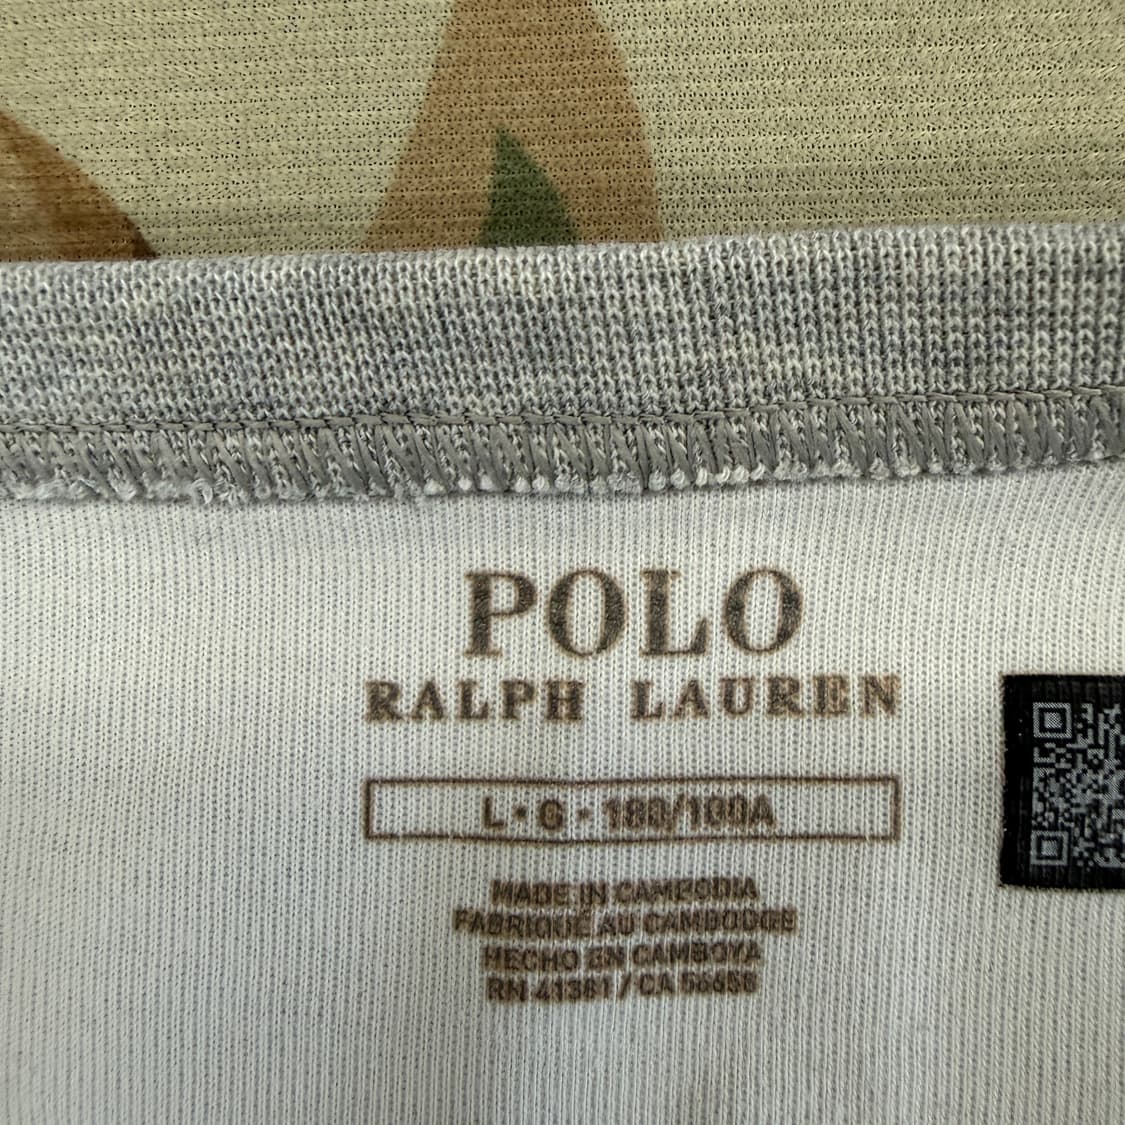 POLO
RALPH LAUREN
L • G • 180/100A
MADE IN CAMBODIA
FABRIQUÉ AU CAMBODGE
HECHO EN CAMBOYA
RN 41381 / CA 56658